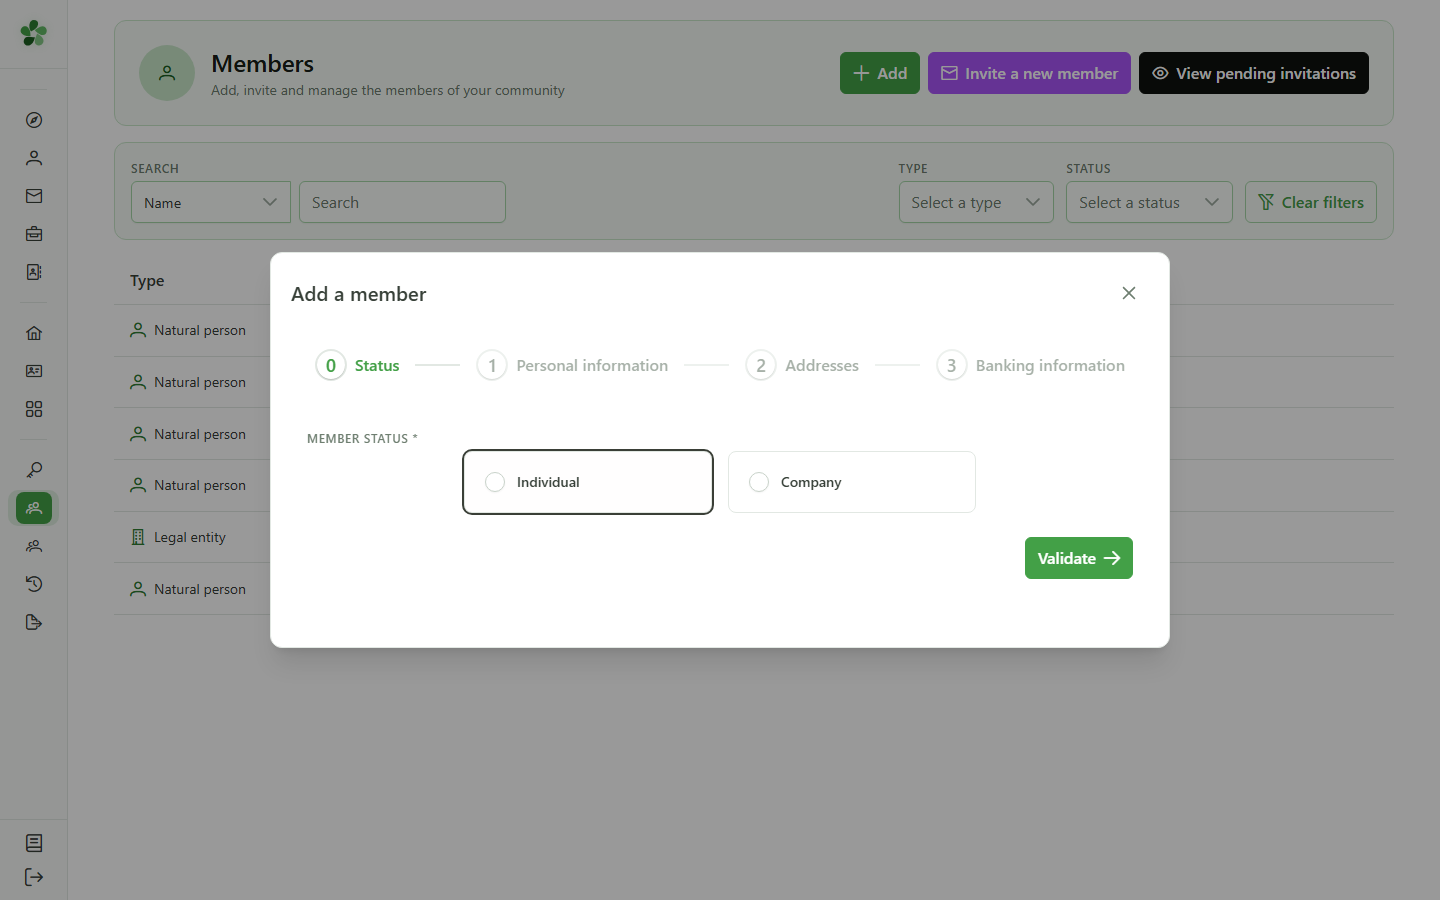 Members
Add, invite and manage the members of your community
Add
Invite a new member
View pending invitations
SEARCH
Name
Search
TYPE
Select a type
STATUS
Select a status
Clear filters
Type
Natural person
Natural person
Natural person
Natural person
Legal entity
Natural person
Add a member
0 Status
1 Personal information
2 Addresses
3 Banking information
MEMBER STATUS *
Individual
Company
Validate